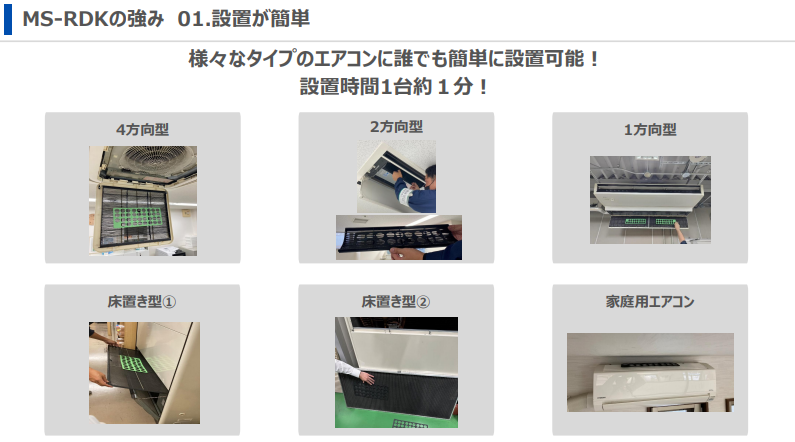 MS-RDKの強み 01.設置が簡単
様々なタイプのエアコンに誰でも簡単に設置可能！
設置時間1台約１分！
4方向型
2方向型
1方向型
床置き型①
床置き型②
家庭用エアコン